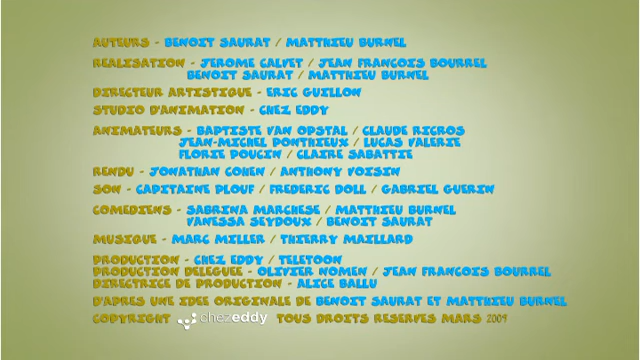 AUTEURS - BENOIT SAURAT / MATTHIEU BURNEL
REALISATION - JEROME CALVET / JEAN FRANCOIS BOURREL
BENOIT SAURAT / MATTHIEU BURNEL
DIRECTEUR ARTISTIQUE - ERIC GUILLON
STUDIO D'ANIMATION - CHEZ EDDY
ANIMATEURS - BAPTISTE VAN OPSTAL / CLAUDE RICROS
JEAN-MICHEL PONTHIEUX / LUCAS VALERIE
FLORIE POUCIN / CLAIRE SABATTIE
RENDU - JONATHAN COHEN / ANTHONY VOISIN
SON - CAPITAINE PLOUF / FREDERIC DOLL / GABRIEL GUERIN
COMEDIENS - SABRINA MARCHESE / MATTHIEU BURNEL
VANESSA SEYDOUX / BENOIT SAURAT
MUSIQUE - MARC MILLER / THIERRY MAILLARD
PRODUCTION - CHEZ EDDY / TELETOON
PRODUCTION DELEGUEE - OLIVIER NOMEN / JEAN FRANCOIS BOURREL
DIRECTRICE DE PRODUCTION - ALICE BALLU
D'APRES UNE IDEE ORIGINALE DE BENOIT SAURAT ET MATTHIEU BURNEL
COPYRIGHT chezeddy TOUS DROITS RESERVES MARS 2009